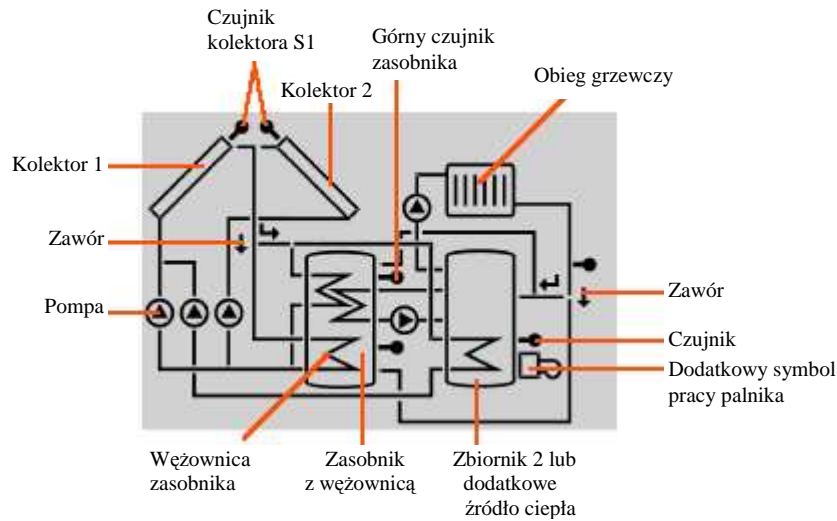 Czujnik
kolektora S1
Górny czujnik
zasobnika
Obieg grzewczy
Kolektor 2
Kolektor 1
Zawór
Pompa
Zawór
Czujnik
Dodatkowy symbol
pracy palnika
Wężownica
zasobnika
Zasobnik
z wężownicą
Zbiornik 2 lub
dodatkowe
źródło ciepła